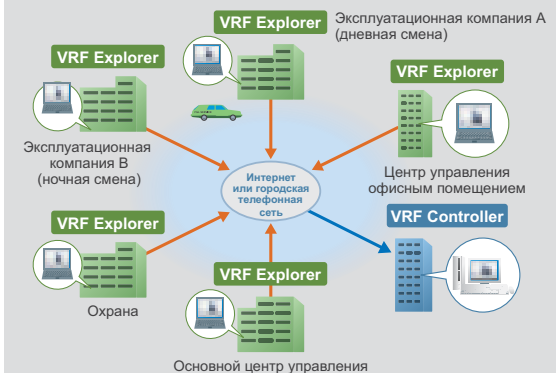 VRF Explorer
Эксплуатационная компания А
(дневная смена)
VRF Explorer
Эксплуатационная
компания В
(ночная смена)
VRF Explorer
Центр управления
офисным помещением
Интернет
или городская
телефонная
сеть
VRF Explorer
Охрана
VRF Controller
VRF Explorer
Основной центр управления